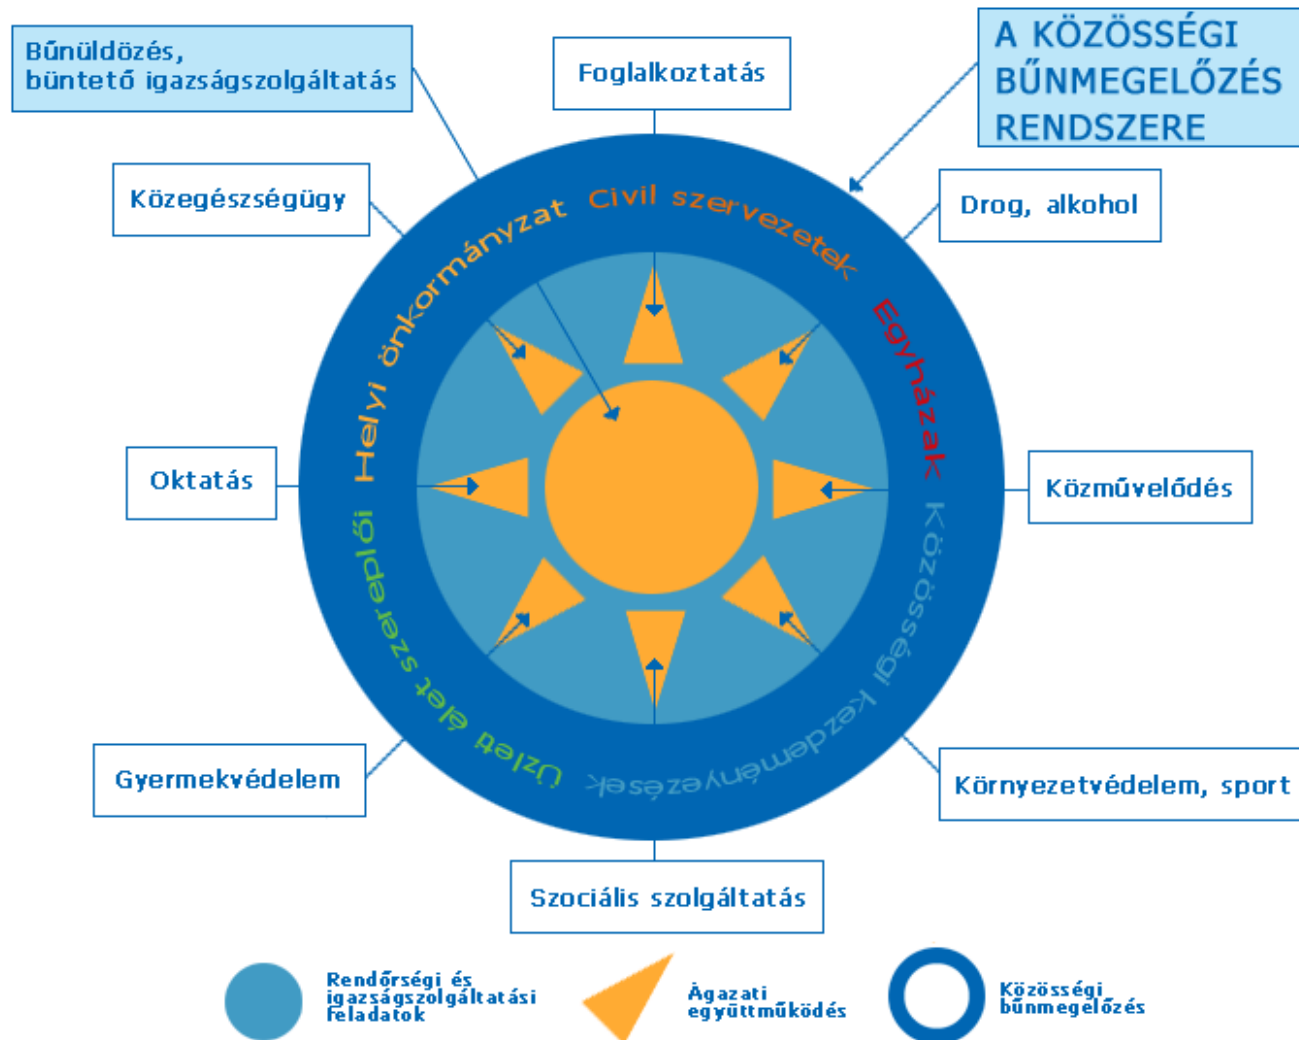 Bűnüldözés,
büntető igazságszolgáltatás
Foglalkoztatás
A KÖZÖSSÉGI
BŰNMEGELŐZÉS
RENDSZERE
Közegészségügy
Drog, alkohol
Helyi önkormányzat
Civil szervezetek
Egyházak
Oktatás
Közművelődés
Üzleti élet szereplői
Közösségi kezdeményezések
Gyermekvédelem
Környezetvédelem, sport
Szociális szolgáltatás
Rendőrségi és
igazságszolgáltatási
feladatok
Ágazati
együttműködés
Közösségi
bűnmegelőzés